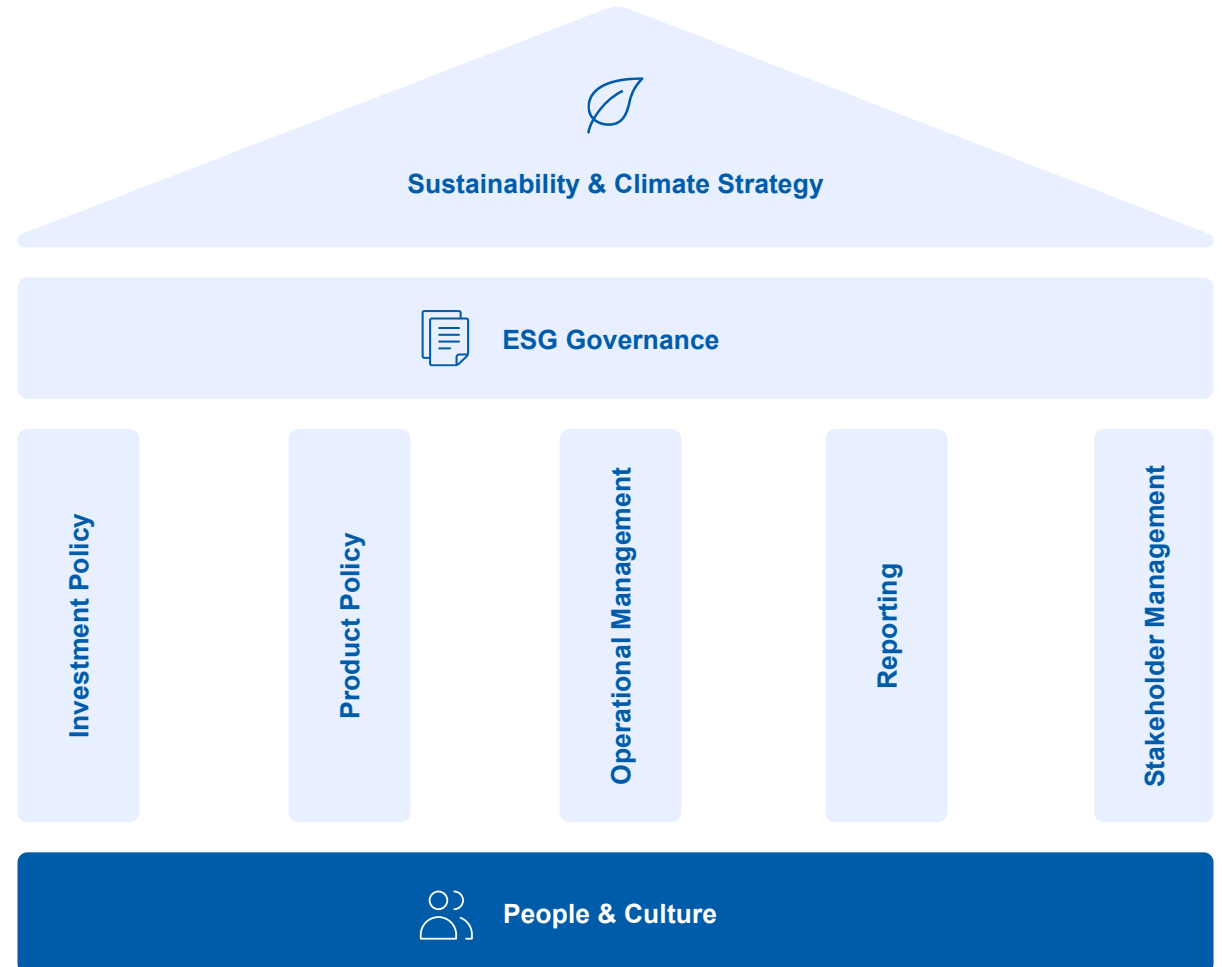 Sustainability & Climate Strategy
ESG Governance
Investment Policy
Product Policy
Operational Management
Reporting
Stakeholder Management
People & Culture